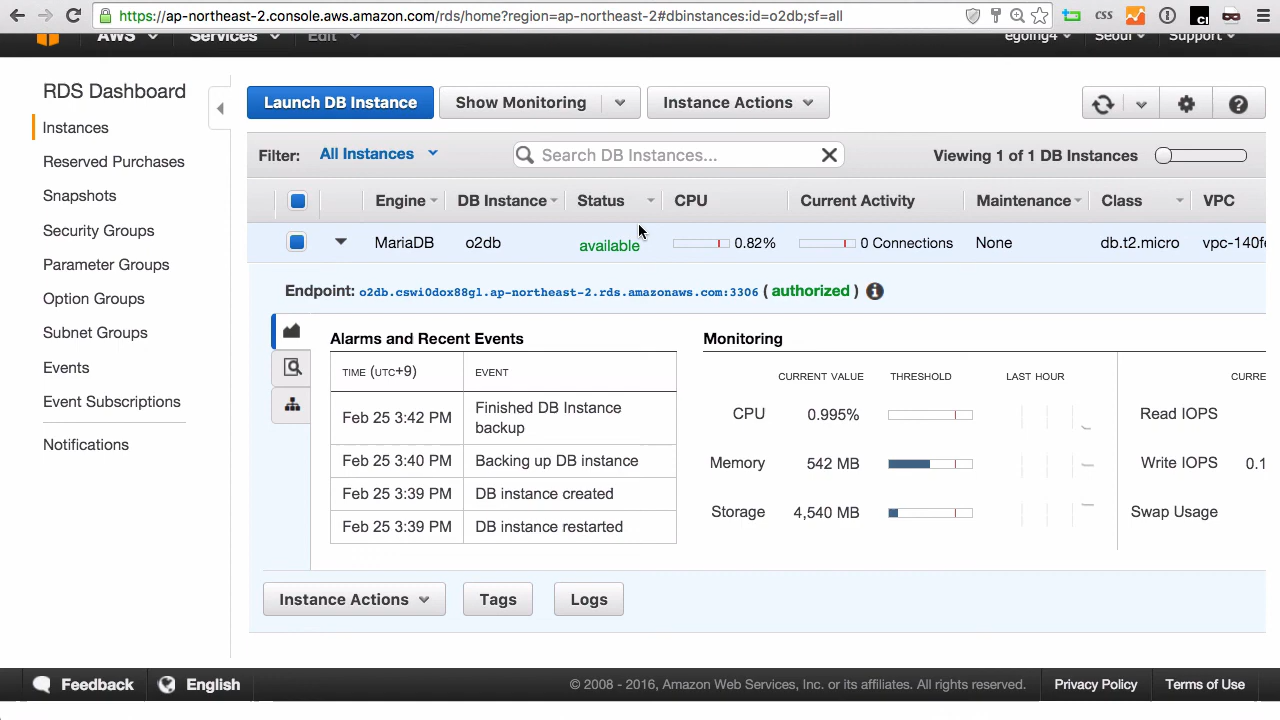 https://ap-northeast-2.console.aws.amazon.com/rds/home?region=ap-northeast-2#dbinstances:id=o2db;sf=all
css
CI
AWS Services Edit egoing4 Seoul Support
RDS Dashboard
Instances
Reserved Purchases
Snapshots
Security Groups
Parameter Groups
Option Groups
Subnet Groups
Events
Event Subscriptions
Notifications
Launch DB Instance Show Monitoring Instance Actions
Filter: All Instances Search DB Instances... Viewing 1 of 1 DB Instances
Engine DB Instance Status CPU Current Activity Maintenance Class VPC
MariaDB o2db available 0.82% 0 Connections None db.t2.micro vpc-140f
Endpoint: o2db.cswi0dox88gl.ap-northeast-2.rds.amazonaws.com:3306 ( authorized )
Alarms and Recent Events
TIME (UTC+9) EVENT
Feb 25 3:42 PM Finished DB Instance
backup
Feb 25 3:40 PM Backing up DB instance
Feb 25 3:39 PM DB instance created
Feb 25 3:39 PM DB instance restarted
Monitoring
CURRENT VALUE THRESHOLD LAST HOUR CURRE
CPU 0.995% Read IOPS
Memory 542 MB Write IOPS 0.1
Storage 4,540 MB Swap Usage
Instance Actions Tags Logs
Feedback English © 2008 - 2016, Amazon Web Services, Inc. or its affiliates. All rights reserved. Privacy Policy Terms of Use